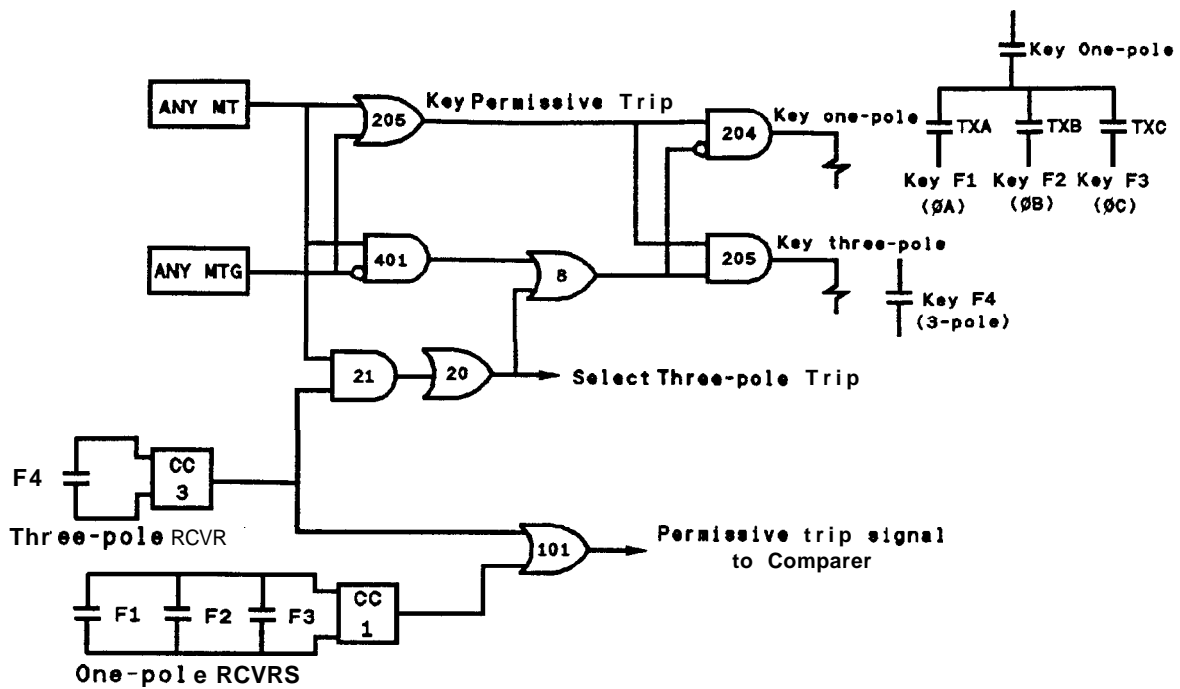 Key One-pole
ANY MT
205
Key Permissive Trip
204
Key one-pole
TXA
TXB
TXC
Key F1
(ØA)
Key F2
(ØB)
Key F3
(ØC)
ANY MTG
401
8
205
Key three-pole
Key F4
(3-pole)
21
20
Select Three-pole Trip
F4
CC
3
Three-pole RCVR
101
Permissive trip signal
to Comparer
F1
F2
F3
CC
1
One-pole RCVRS